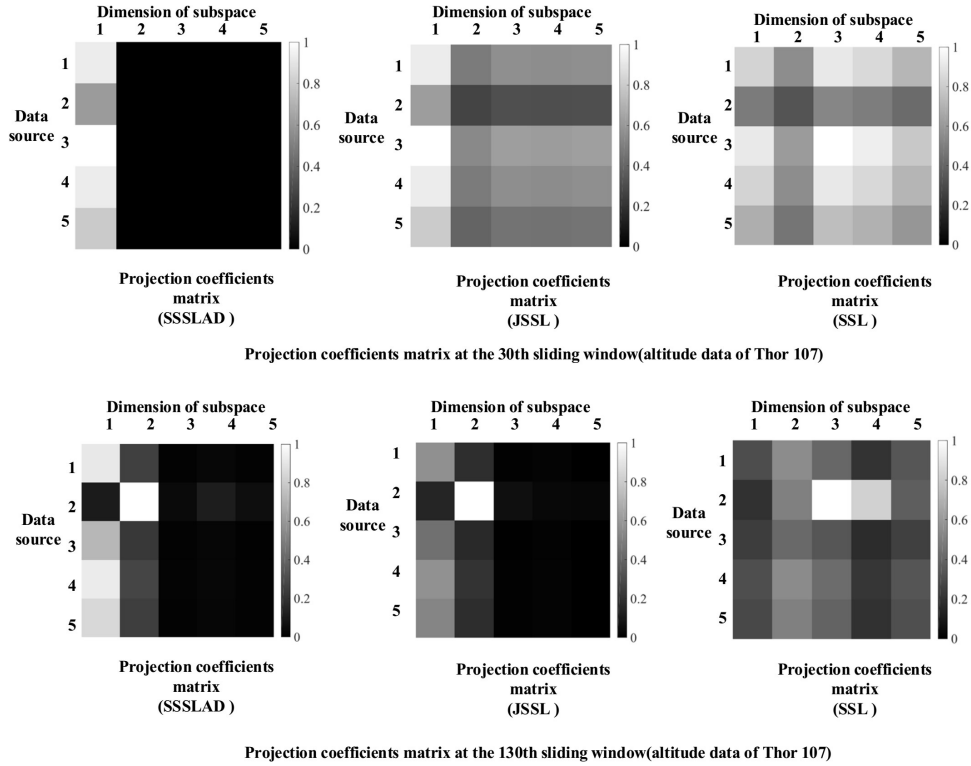 Dimension of subspace
1 2 3 4 5
1
2
3
4
5
Data
source
1
0.8
0.6
0.4
0.2
0
Projection coefficients
matrix
(SSSLAD )
Dimension of subspace
1 2 3 4 5
1
2
3
4
5
Data
source
1
0.8
0.6
0.4
0.2
0
Projection coefficients
matrix
(JSSL )
Dimension of subspace
1 2 3 4 5
1
2
3
4
5
Data
source
1
0.8
0.6
0.4
0.2
0
Projection coefficients
matrix
(SSL )
Projection coefficients matrix at the 30th sliding window(altitude data of Thor 107)
Dimension of subspace
1 2 3 4 5
1
2
3
4
5
Data
source
1
0.8
0.6
0.4
0.2
0
Projection coefficients
matrix
(SSSLAD )
Dimension of subspace
1 2 3 4 5
1
2
3
4
5
Data
source
1
0.8
0.6
0.4
0.2
0
Projection coefficients
matrix
(JSSL )
Dimension of subspace
1 2 3 4 5
1
2
3
4
5
Data
source
1
0.8
0.6
0.4
0.2
0
Projection coefficients
matrix
(SSL )
Projection coefficients matrix at the 130th sliding window(altitude data of Thor 107)